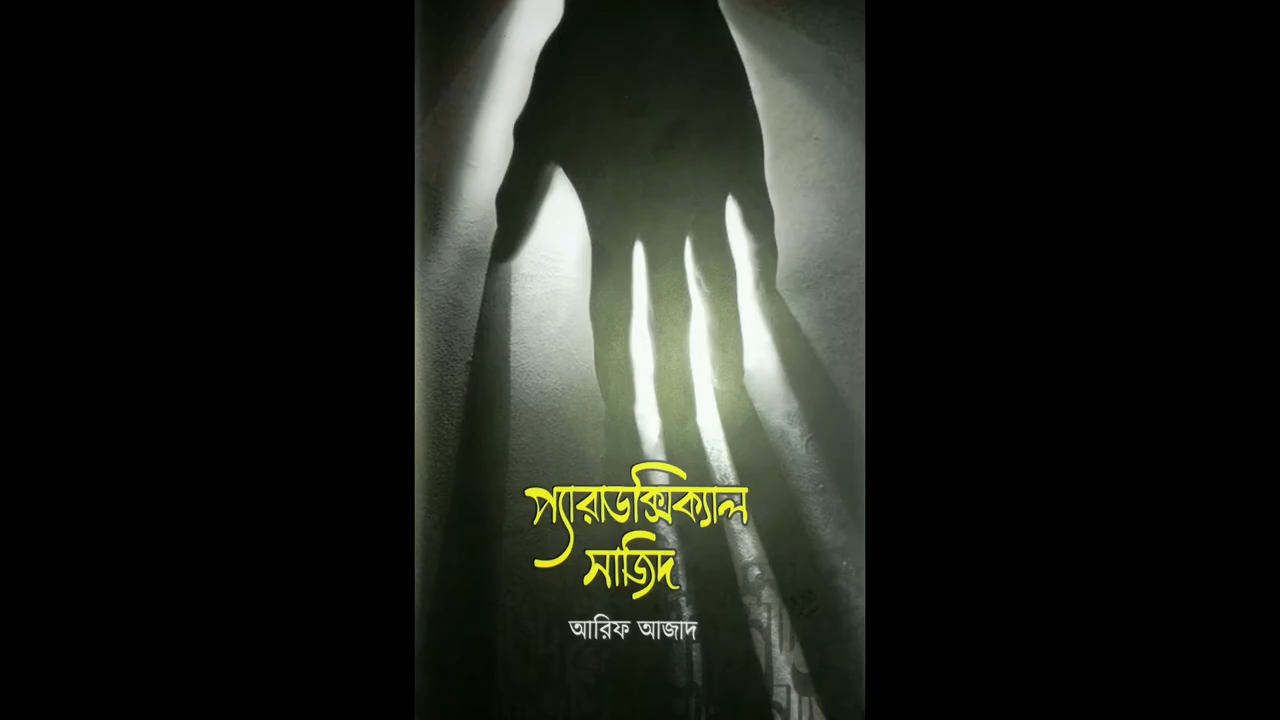 প্যারাডক্সিক্যাল
সাজিদ
আরিফ আজাদ